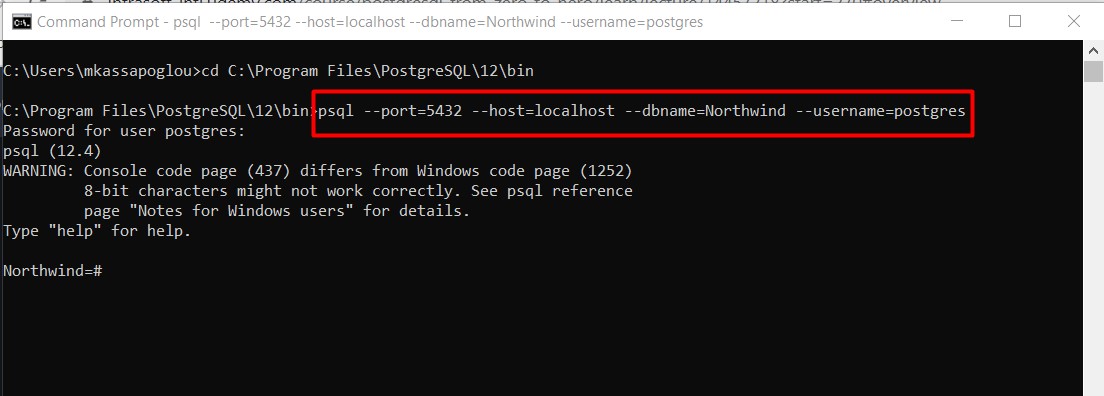 Command Prompt - psql --port=5432 --host=localhost --dbname=Northwind --username=postgres
C:\Users\mkassapoglou>cd C:\Program Files\PostgreSQL\12\bin
C:\Program Files\PostgreSQL\12\bin>psql --port=5432 --host=localhost --dbname=Northwind --username=postgres
Password for user postgres:
psql (12.4)
WARNING: Console code page (437) differs from Windows code page (1252)
8-bit characters might not work correctly. See psql reference
page "Notes for Windows users" for details.
Type "help" for help.
Northwind=#